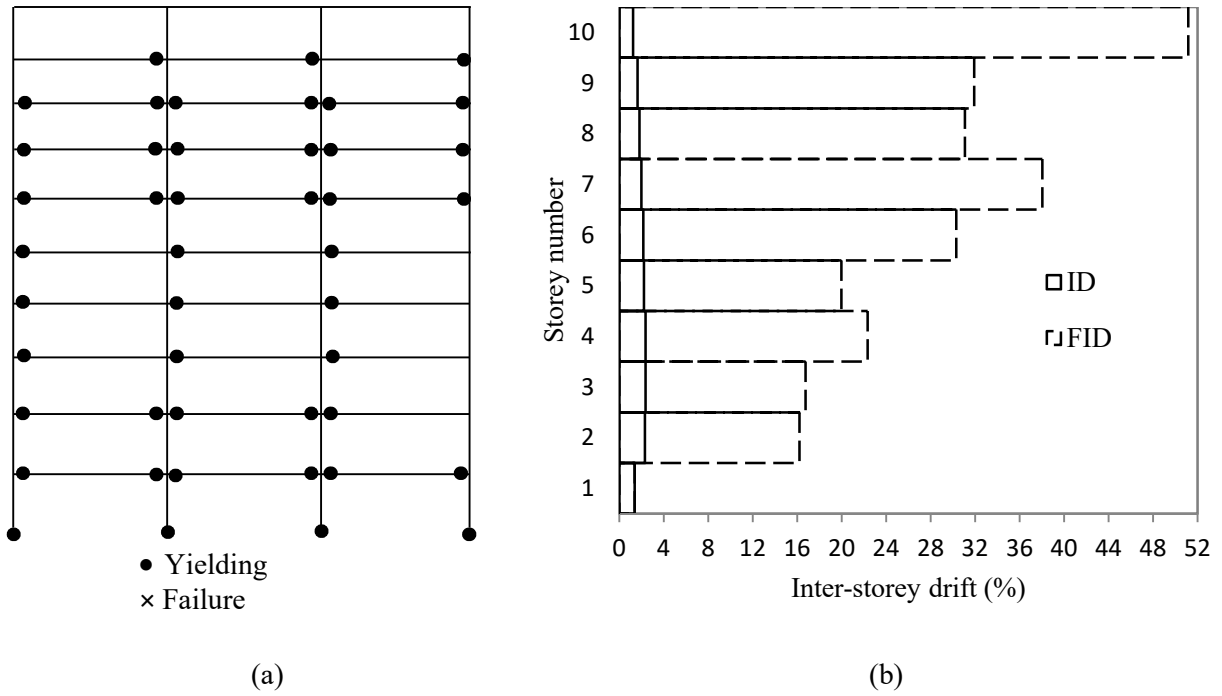 ● Yielding
× Failure
(a)
Storey number
10
9
8
7
6
5
4
3
2
1
0 4 8 12 16 20 24 28 32 36 40 44 48 52
Inter-storey drift (%)
ID
FID
(b)